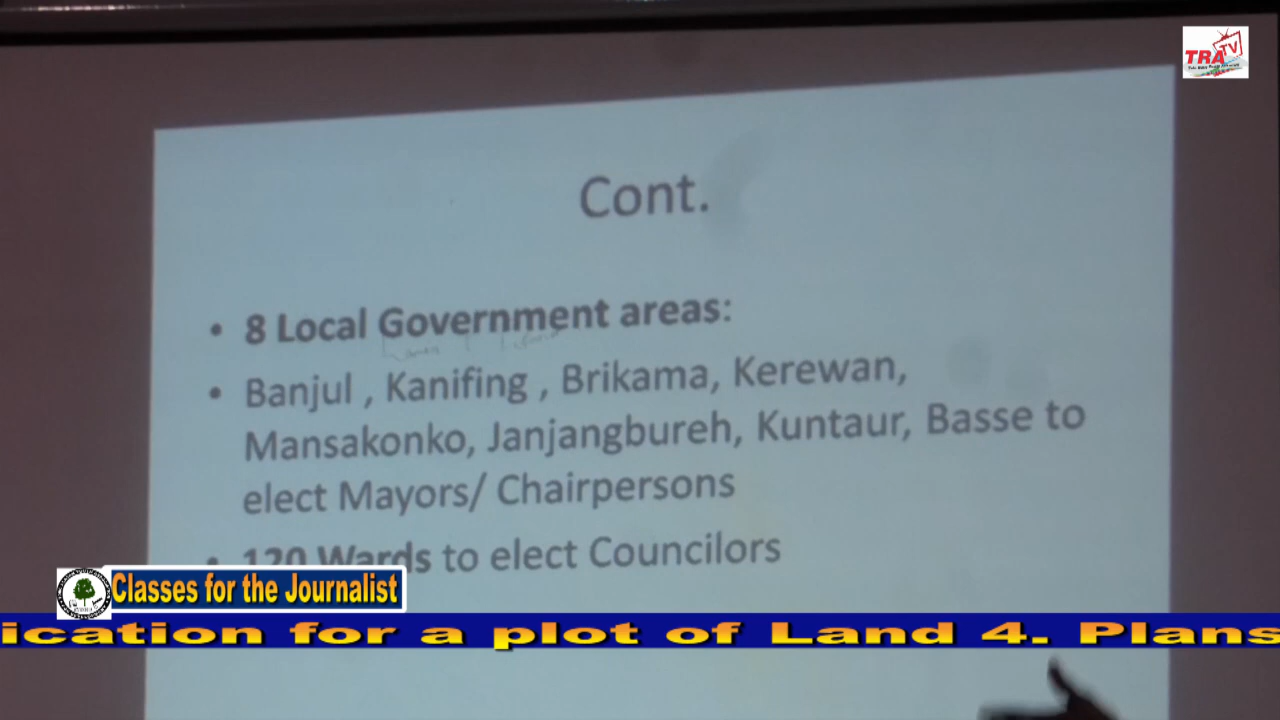 TRA TV
Cont.
• 8 Local Government areas:
• Banjul , Kanifing , Brikama, Kerewan,
Mansakonko, Janjangbureh, Kuntaur, Basse to
elect Mayors/ Chairpersons
• 120 Wards to elect Councilors
Classes for the Journalist
ication for a plot of Land 4. Plans